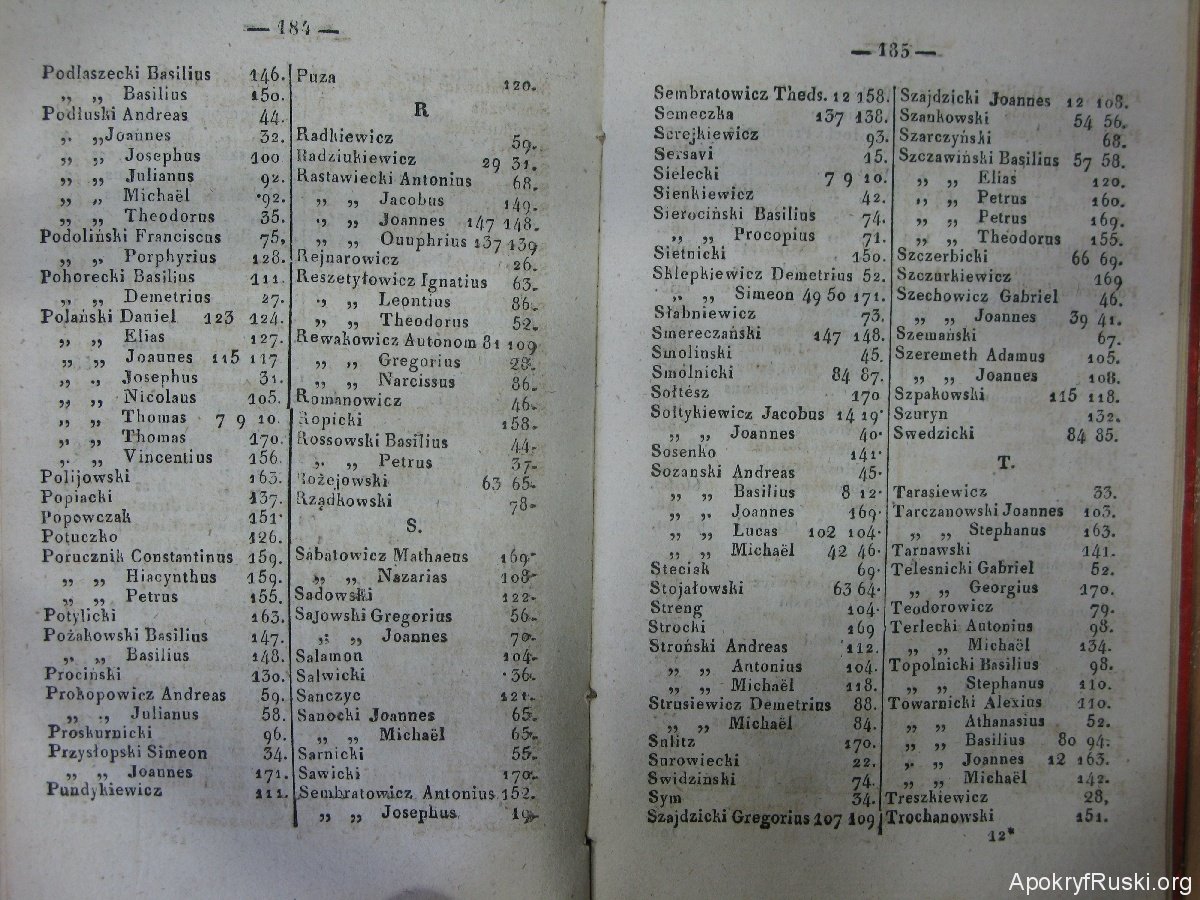 — 184 —
Podlaszecki Basilius 146.
„ „ Basilius 150.
Podłuski Andreas 44.
„ „ Joannes 32.
„ „ Josephus 100
„ „ Julianus 92.
„ „ Michaël 92.
„ „ Theodorus 35.
Podoliński Franciscus 75,
„ „ Porphyrius 128.
Pohorecki Basilius 111.
„ „ Demetrius 27.
Polański Daniel 123 124.
„ „ Elias 127.
„ „ Joannes 115 117
„ „ Josephus 31.
„ „ Nicolaus 105.
„ „ Thomas 7 9 10.
„ „ Thomas 170.
„ „ Vincentius 156.
Polijowski 163.
Popiacki 137.
Popowczak 151.
Potuczko 126.
Porucznik Constantinus 159.
„ „ Hiacynthus 159.
„ „ Petrus 155.
Potylicki 163.
Pożakowski Basilius 147.
„ „ Basilius 148.
Prociński 130.
Prokopowicz Andreas 59.
„ „ Julianus 58.
Proskurnicki 96.
Przysłopski Simeon 34.
„ „ Joannes 171.
Pundykiewicz 111.
Puza 120.
R
Radkiewicz 59.
Radziukiewicz 29 31.
Rastawiecki Antonius 68.
„ „ Jacobus 149.
„ „ Joannes 147 148.
„ „ Onuphrius 137 139
Rejnarowicz 26.
Reszetyłowicz Ignatius 63.
„ „ Leontius 86.
„ „ Theodorus 52.
Rewakowicz Autonom 81 109
„ „ Gregorius 28.
„ „ Narcissus 86.
Romanowicz 46.
Ropicki 158.
Rossowski Basilius 44.
„ „ Petrus 37.
Rożejowski 63 65.
Rządkowski 78.
S.
Sabatowicz Mathaeus 169.
„ „ Nazarias 108.
Sadowski 122.
Sajowski Gregorius 56.
„ „ Joannes 70.
Salamon 104.
Salwicki 36.
Sanczyc 121.
Sanocki Joannes 65.
„ „ Michaël 65.
Sarnicki 55.
Sawicki 170.
Sembratowicz Antonius 152.
„ „ Josephus 19.
— 185 —
Sembratowicz Theds. 12 158.
Semeczka 137 138.
Serejkiewicz 93.
Sersavi 15.
Sielecki 7 9 10.
Sienkiewicz 42.
Sierociński Basilius 74.
„ „ Procopius 71.
Sietnicki 150.
Sklepkiewicz Demetrius 52.
„ „ Simeon 49 50 171.
Słabniewicz 73.
Smereczański 147 148.
Smolinski 45.
Smólnicki 84 87.
Sołtész 170
Sołtykiewicz Jacobus 14 19.
„ „ Joannes 40.
Sosenko 141.
Sozanski Andreas 45.
„ „ Basilius 8 12.
„ „ Joannes 169.
„ „ Lucas 102 104.
„ „ Michaël 42 46.
Steciak 69.
Stojałowski 63 64.
Streng 104.
Strocki 169
Stroński Andreas 112.
„ „ Antonius 104.
„ „ Michaël 118.
Strusiewicz Demetrius 88.
„ „ Michaël 84.
Sulitz 170.
Surowiecki 22.
Swidziński 74.
Sym 34.
Szajdzicki Gregorius 107 109
Szajdzicki Joannes 12 108.
Szankowski 54 56.
Szarczyński 68.
Szczawiński Basilius 57 58.
„ „ Elias 120.
„ „ Petrus 160.
„ „ Petrus 169.
„ „ Theodorus 155.
Szczerbicki 66 69.
Szczurkiewicz 169
Szechowicz Gabriel 46.
„ „ Joannes 39 41.
Szemański 67.
Szeremeth Adamus 105.
„ „ Joannes 108.
Szpakowski 115 118.
Szuryn 132.
Swedzicki 84 85.
T.
Tarasiewicz 33.
Tarczanowski Joannes 103.
„ „ Stephanus 163.
Tarnawski 141.
Telesnicki Gabriel 52.
„ „ Georgius 170.
Teodorowicz 79.
Terlecki Antonius 98.
„ „ Michaël 134.
Topolnicki Basilius 98.
„ „ Stephanus 110.
Towarnicki Alexius 110.
„ „ Athanasius 52.
„ „ Basilius 80 94.
„ „ Joannes 12 163.
„ „ Michaël 142.
Treszkiewicz 28,
Trochanowski 151.
12*
ApokryfRuski.org